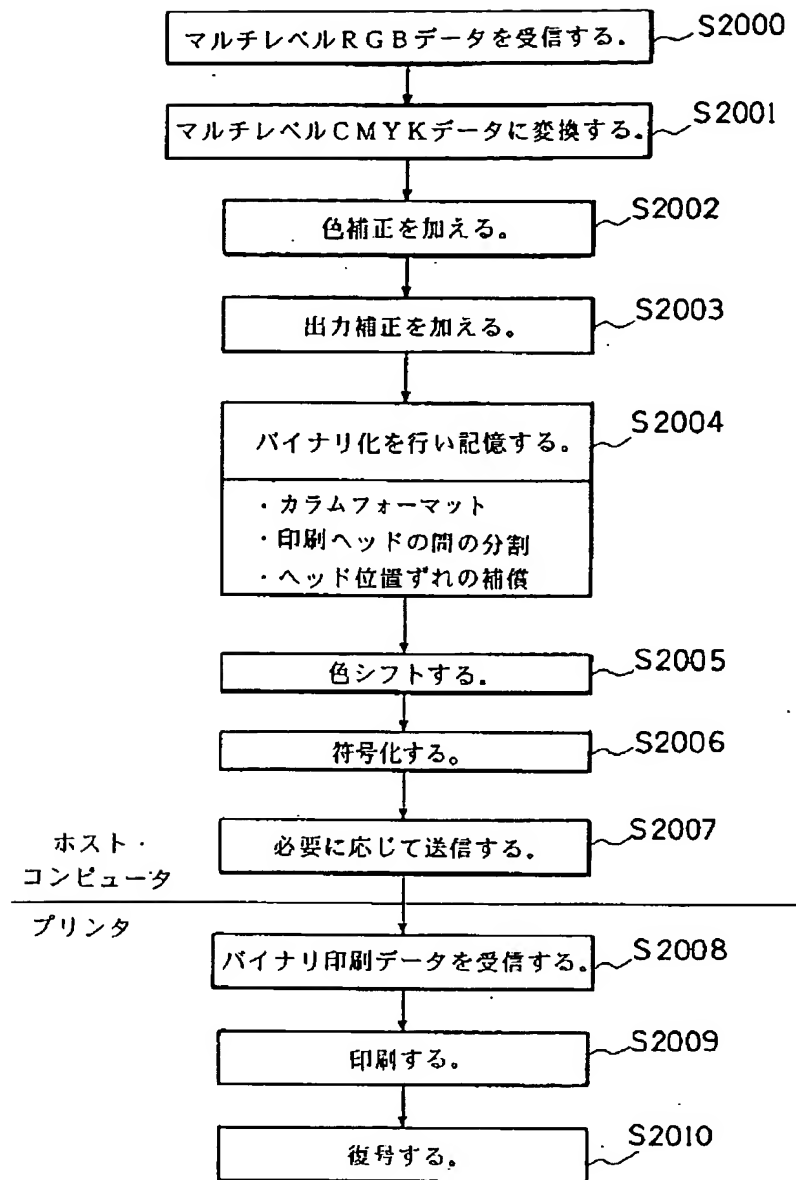 マルチレベルRGBデータを受信する。 S2000
マルチレベルCMYKデータに変換する。 S2001
色補正を加える。 S2002
出力補正を加える。 S2003
バイナリ化を行い記憶する。 S2004
・カラムフォーマット
・印刷ヘッドの間の分割
・ヘッド位置ずれの補償
色シフトする。 S2005
符号化する。 S2006
必要に応じて送信する。 S2007
ホスト・
コンピュータ
プリンタ
バイナリ印刷データを受信する。 S2008
印刷する。 S2009
復号する。 S2010